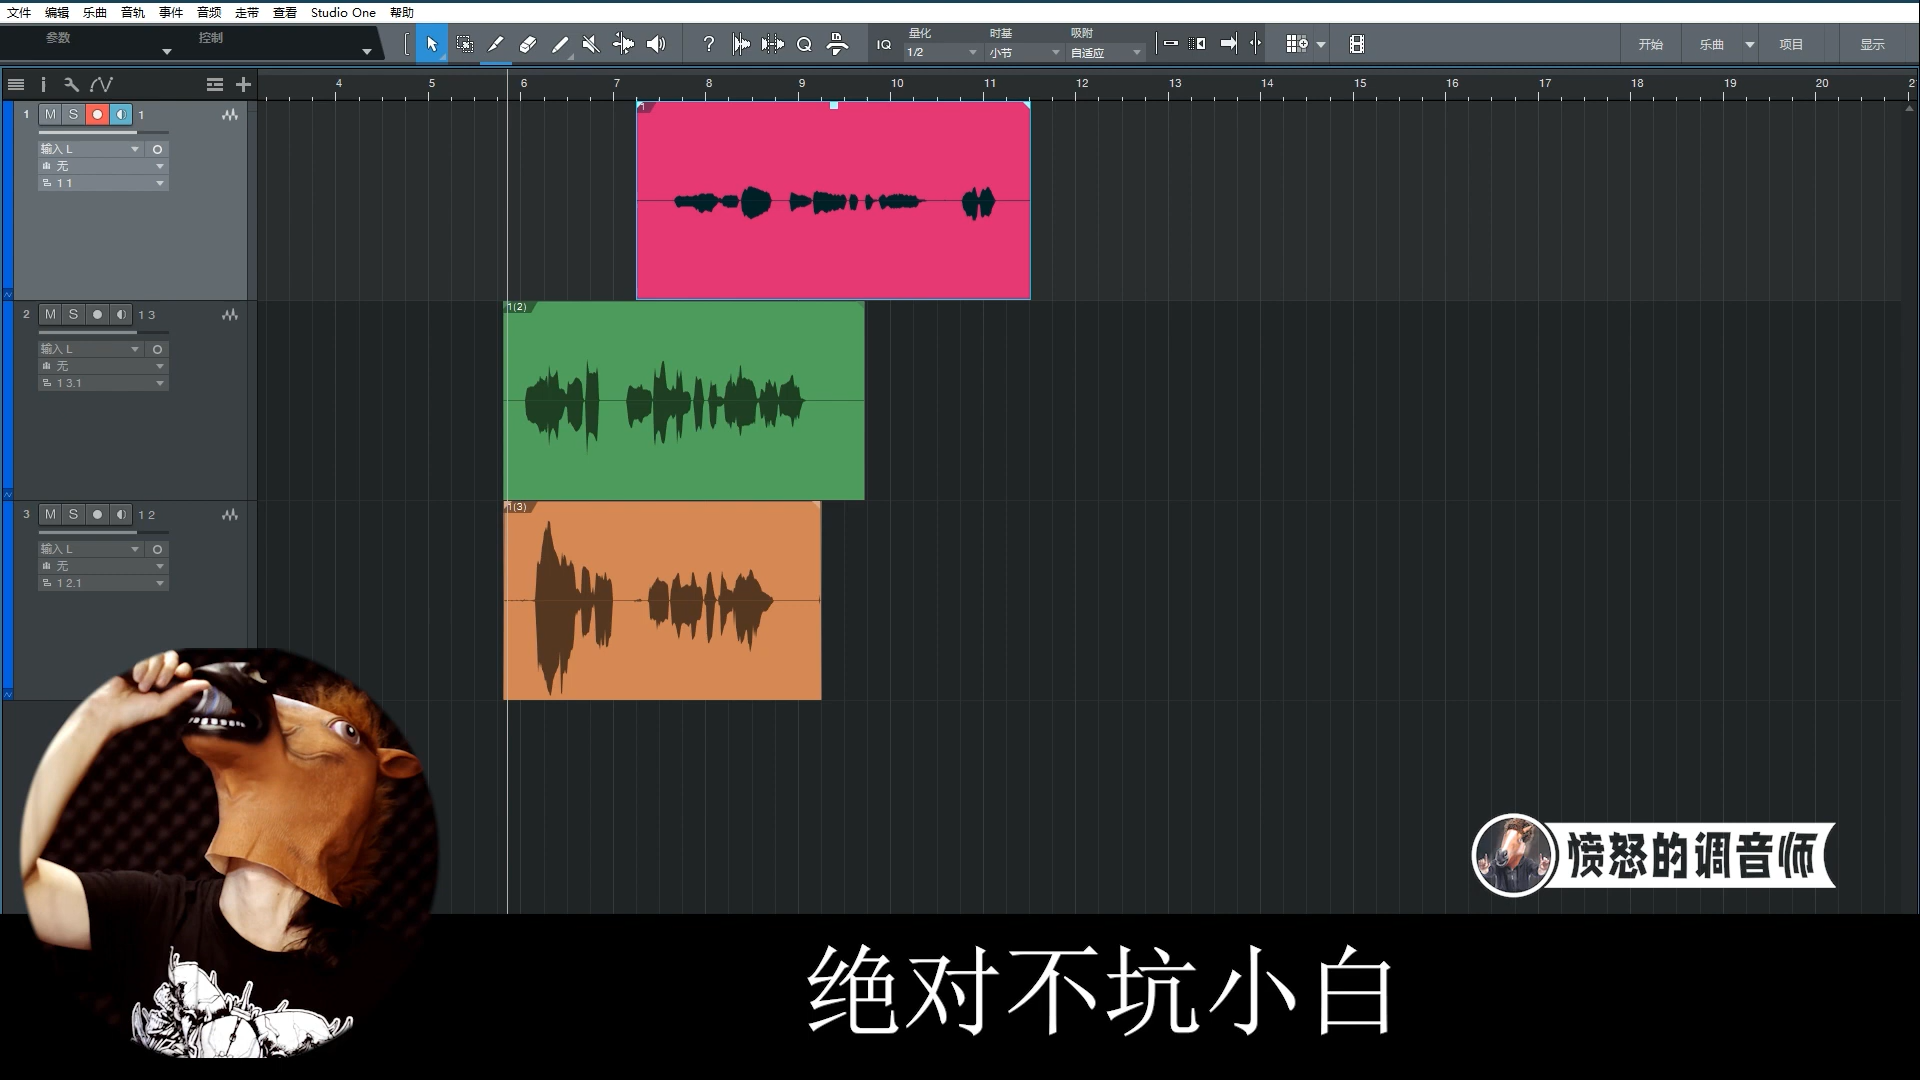 文件 编辑 乐曲 音轨 事件 音频 走带 查看 Studio One 帮助
参数 控制
? Q IQ
量化 时基 吸附
1/2 小节 自适应
开始 乐曲 项目 显示
4 5 6 7 8 9 10 11 12 13 14 15 16 17 18 19 20
1 M S 1
输入 L
无
1 1
1(2)
2 M S 1 3
输入 L
无
1 3.1
1(3)
3 M S 1 2
输入 L
无
1 2.1
愤怒的调音师
绝对不坑小白